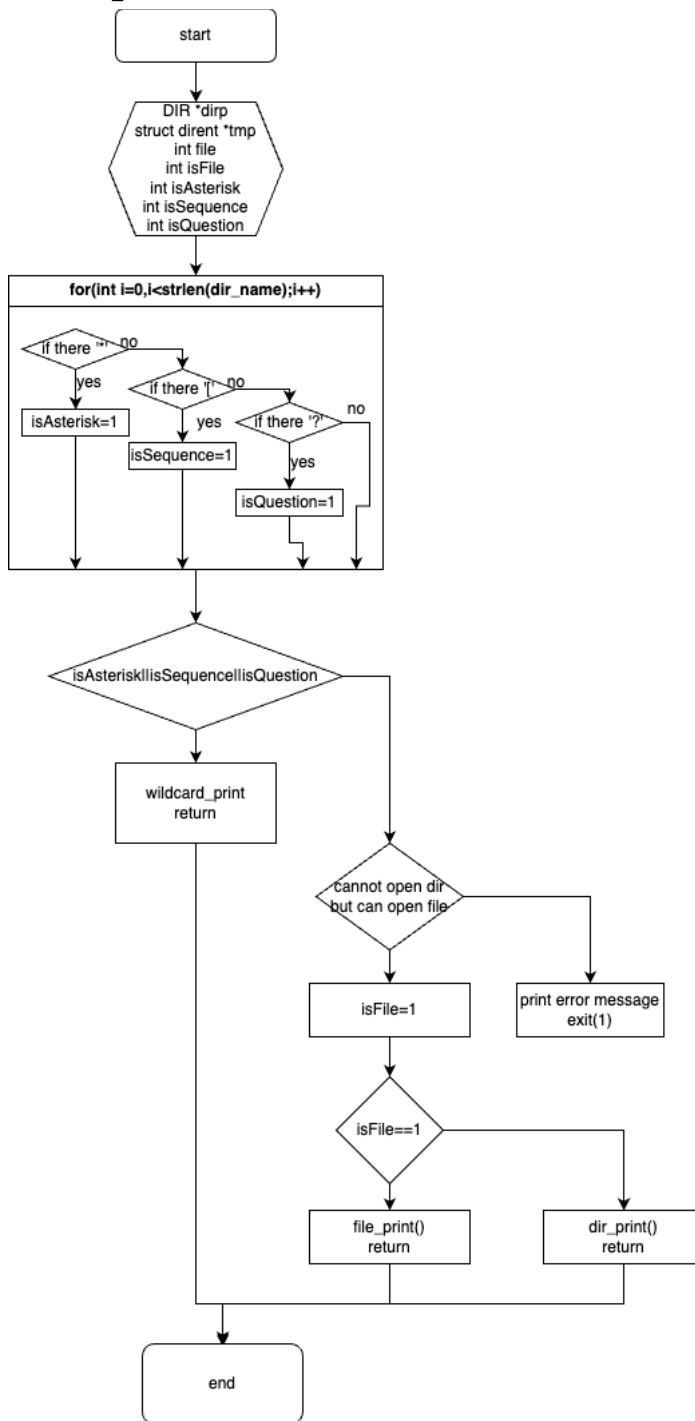 start
DIR *dirp
struct dirent *tmp
int file
int isFile
int isAsterisk
int isSequence
int isQuestion
for(int i=0,i<strlen(dir_name);i++)
if there '*'
no
yes
isAsterisk=1
if there '['
no
yes
isSequence=1
if there '?'
no
yes
isQuestion=1
isAsterisk||isSequence||isQuestion
wildcard_print
return
cannot open dir
but can open file
isFile=1
print error message
exit(1)
isFile==1
file_print()
return
dir_print()
return
end